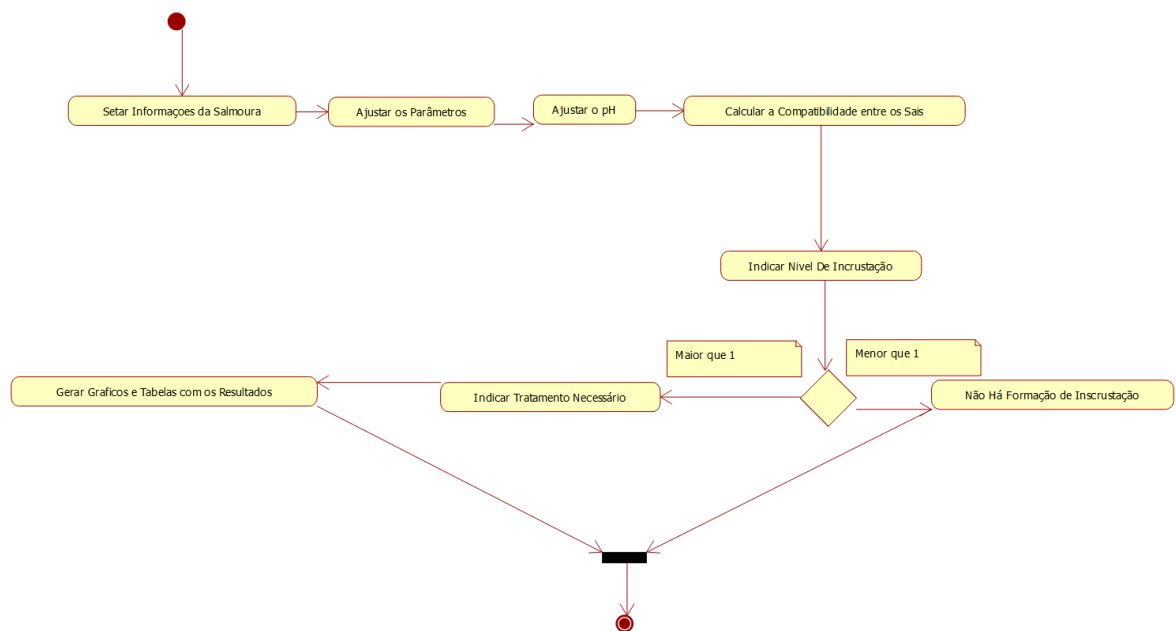 Setar Informaçoes da Salmoura
Ajustar os Parâmetros
Ajustar o pH
Calcular a Compatibilidade entre os Sais
Indicar Nivel De Incrustação
Maior que 1
Menor que 1
Gerar Graficos e Tabelas com os Resultados
Indicar Tratamento Necessário
Não Há Formação de Inscrustação